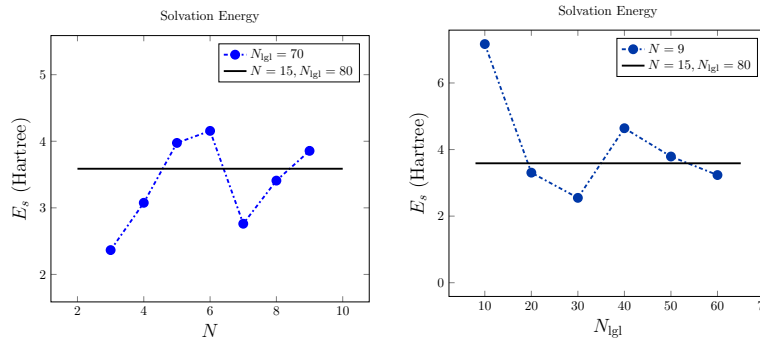 Solvation Energy
N_lgl = 70
N = 15, N_lgl = 80
5
4
3
2
E_s (Hartree)
2 4 6 8 10
N
Solvation Energy
N = 9
N = 15, N_lgl = 80
6
4
2
0
E_s (Hartree)
10 20 30 40 50 60 7
N_lgl